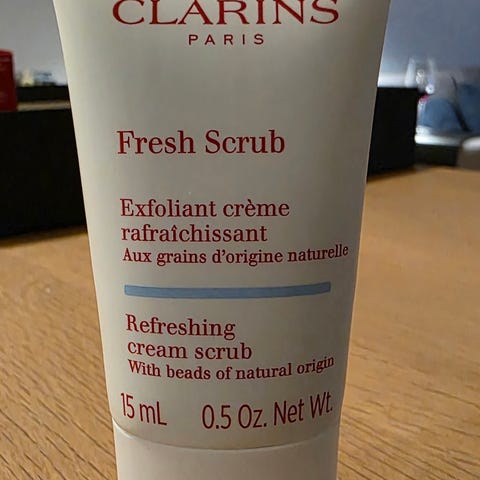 CLARINS
PARIS
Fresh Scrub
Exfoliant crème
rafraîchissant
Aux grains d'origine naturelle
Refreshing
cream scrub
With beads of natural origin
15 mL 0.5 Oz. Net Wt.